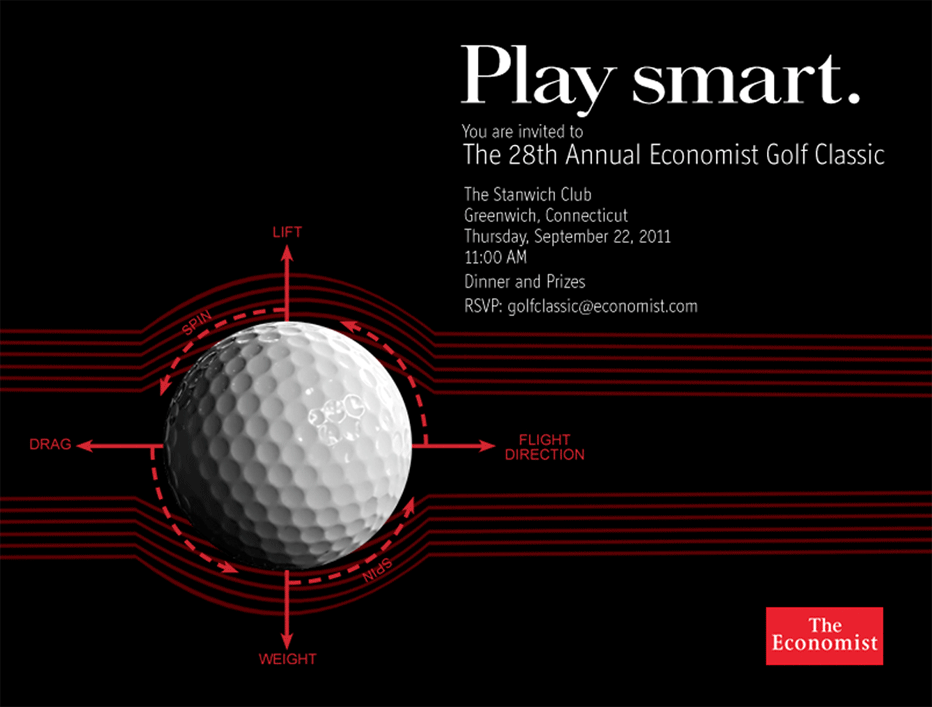 Play smart.
You are invited to
The 28th Annual Economist Golf Classic
The Stanwich Club
Greenwich, Connecticut
Thursday, September 22, 2011
11:00 AM
Dinner and Prizes
RSVP: golfclassic@economist.com
LIFT
SPIN
DRAG
FLIGHT
DIRECTION
SPIN
WEIGHT
The
Economist